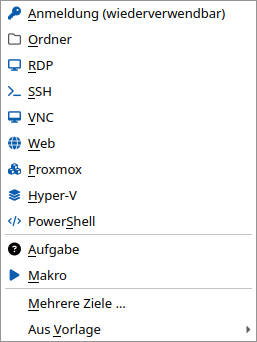 Anmeldung (wiederverwendbar)
Ordner
RDP
SSH
VNC
Web
Proxmox
Hyper-V
PowerShell
Aufgabe
Makro
Mehrere Ziele ...
Aus Vorlage